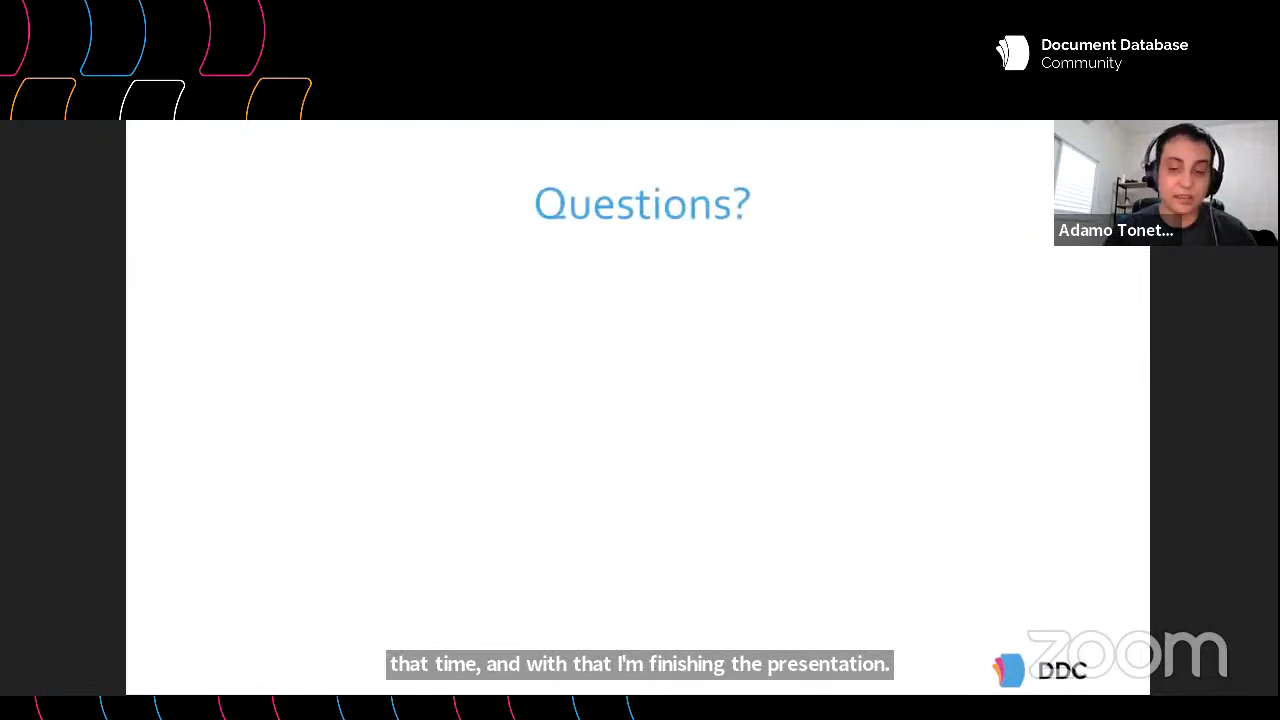 Document Database
Community
Questions?
Adamo Tonet...
that time, and with that I'm finishing the presentation.
DDC
zoom